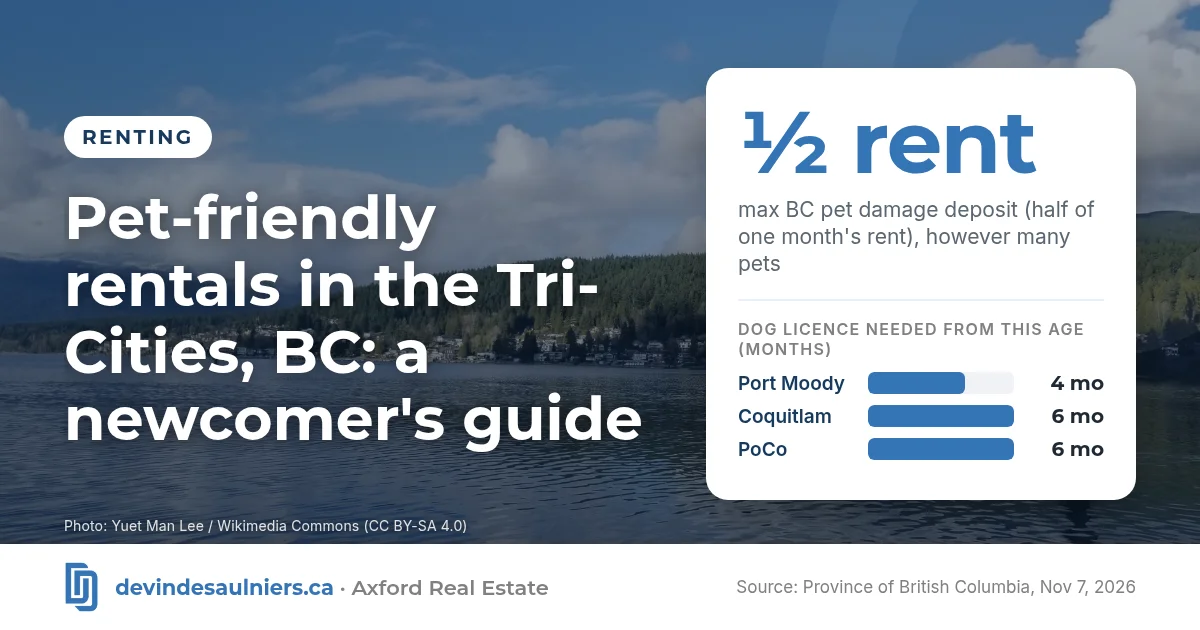 RENTING
Pet-friendly
rentals in the Tri-
Cities, BC: a
newcomer's guide
Photo: Yuet Man Lee / Wikimedia Commons (CC BY-SA 4.0)
½ rent
max BC pet damage deposit (half of
one month's rent), however many
pets
DOG LICENCE NEEDED FROM THIS AGE
(MONTHS)
Port Moody 4 mo
Coquitlam 6 mo
PoCo 6 mo
devindesaulniers.ca · Axford Real Estate
Source: Province of British Columbia, Nov 7, 2026